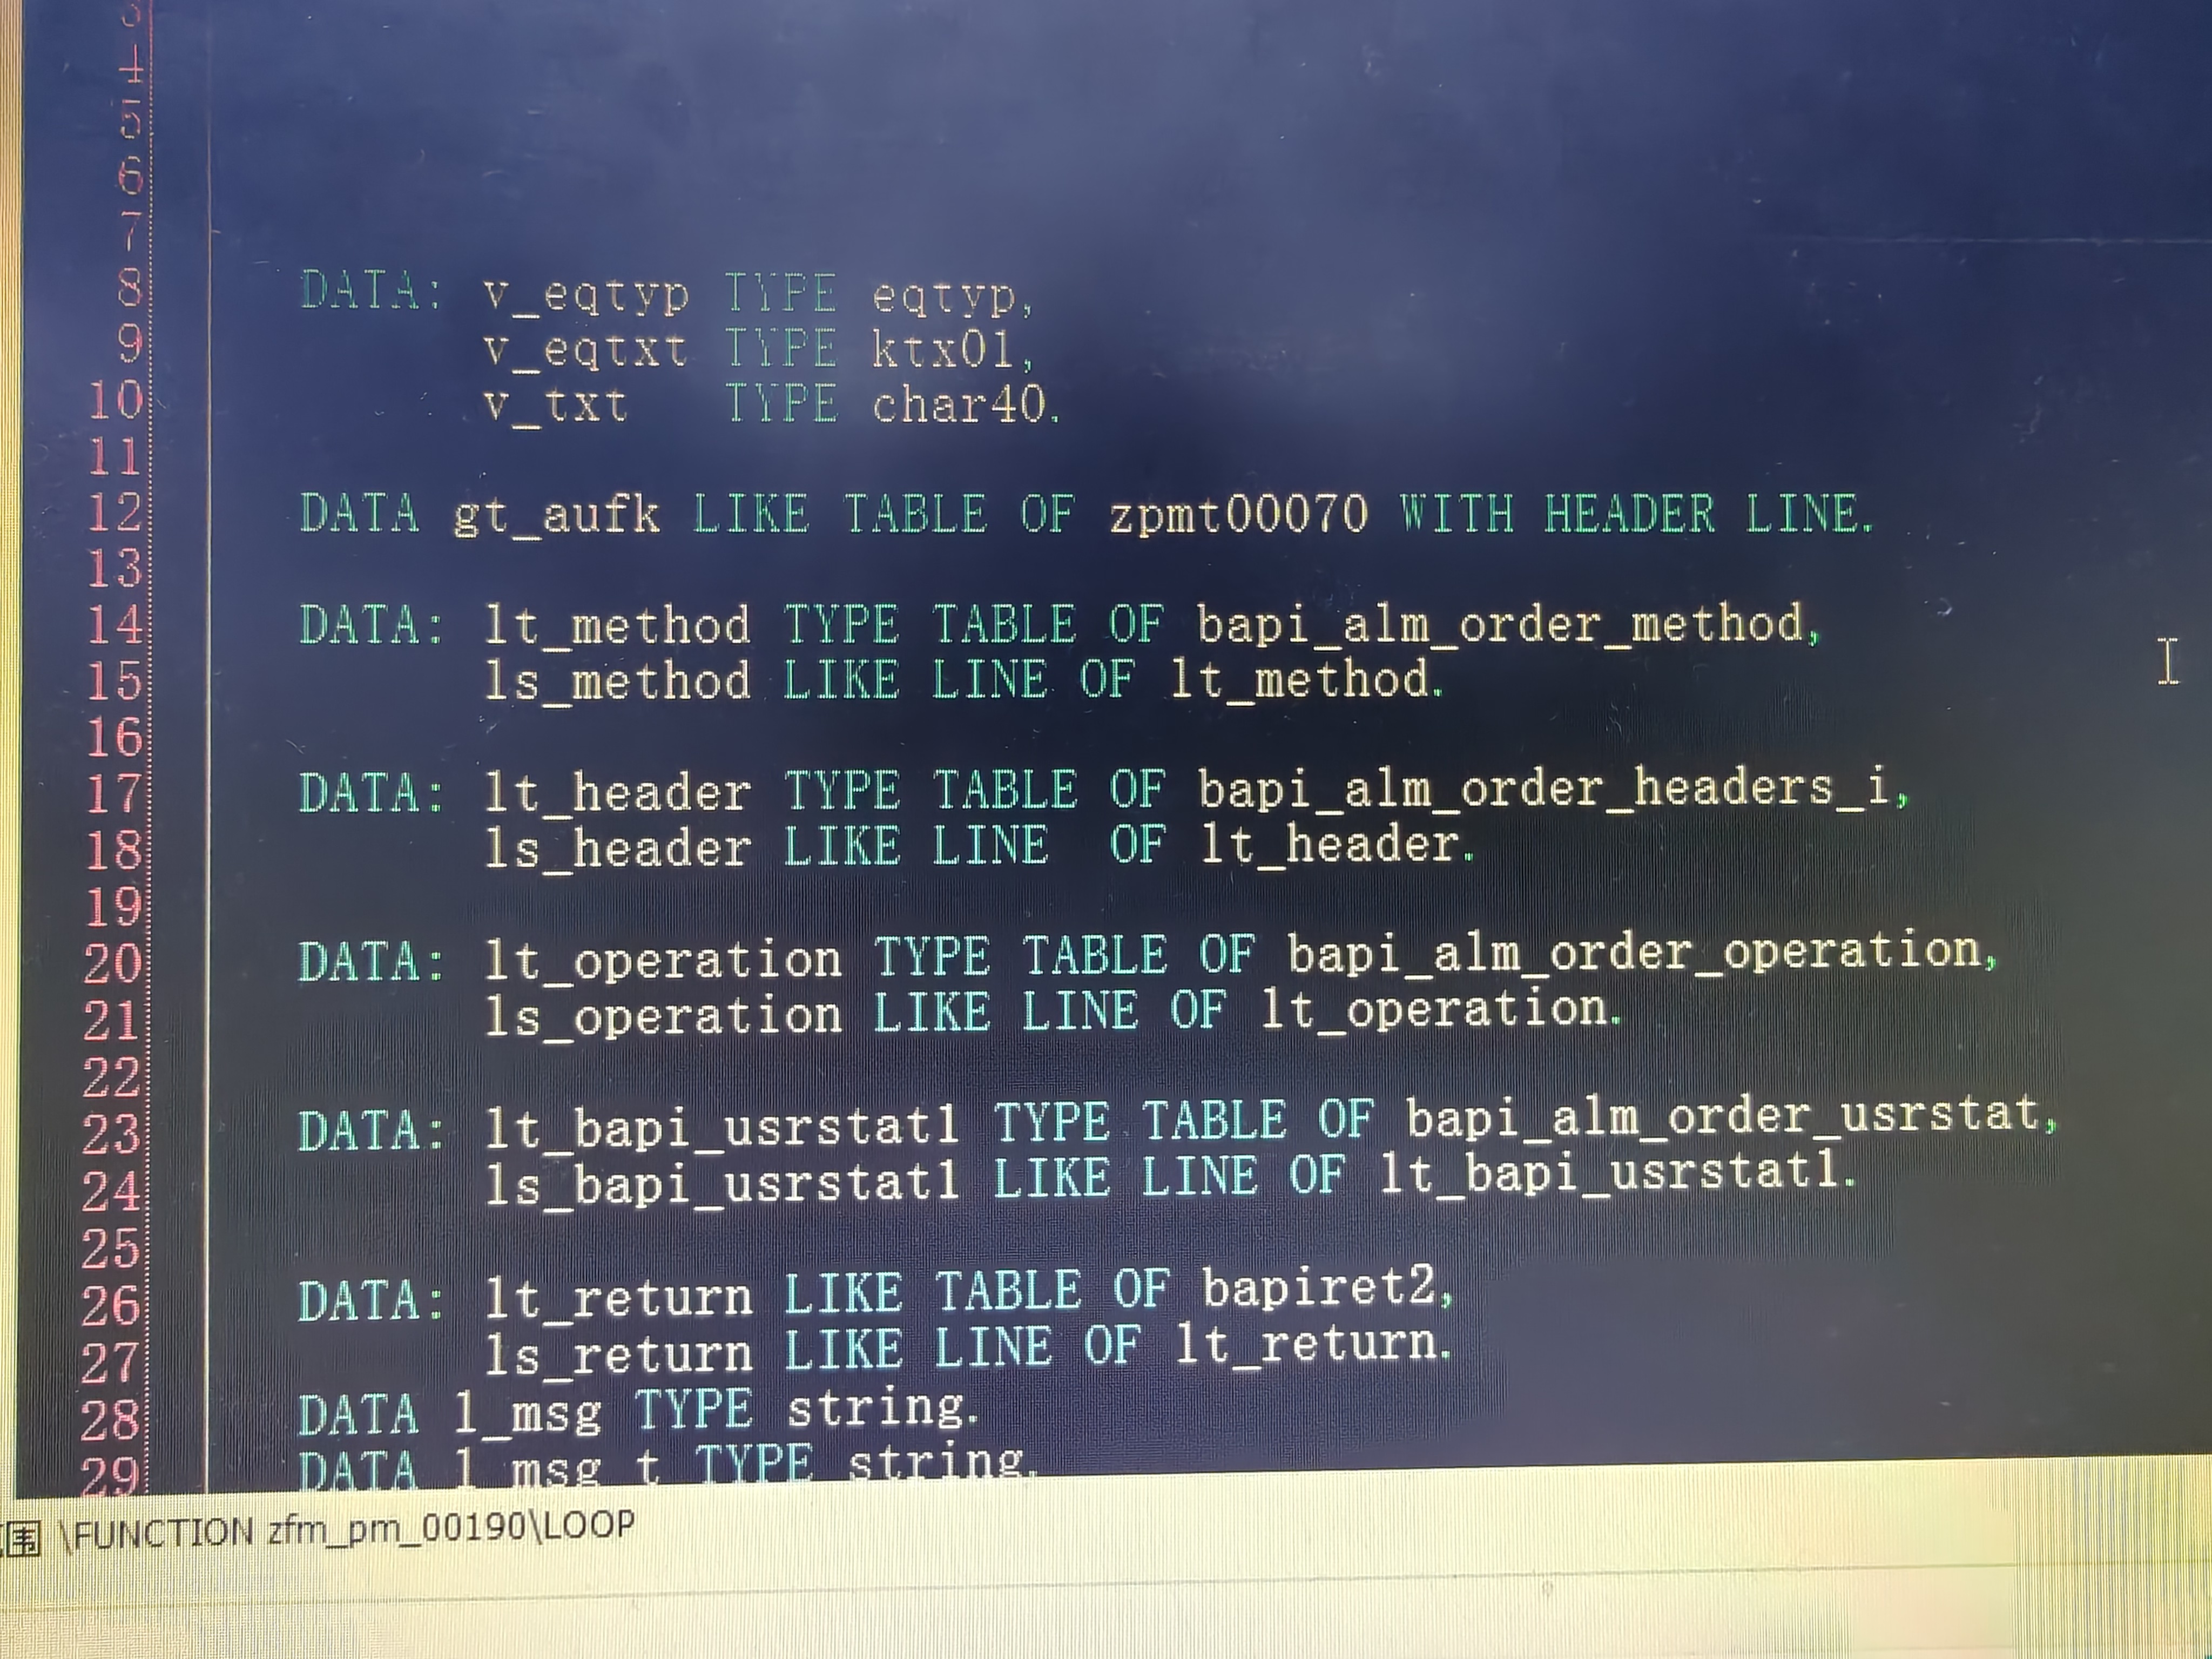 3
4
5
6
7
8 DATA: v_eqtyp TYPE eqtyp,
9 v_eqtxt TYPE ktx01,
10 v_txt TYPE char40.
11
12 DATA gt_aufk LIKE TABLE OF zpmt00070 WITH HEADER LINE.
13
14 DATA: lt_method TYPE TABLE OF bapi_alm_order_method,
15 ls_method LIKE LINE OF lt_method.
16
17 DATA: lt_header TYPE TABLE OF bapi_alm_order_headers_i,
18 ls_header LIKE LINE  OF lt_header.
19
20 DATA: lt_operation TYPE TABLE OF bapi_alm_order_operation,
21 ls_operation LIKE LINE OF lt_operation.
22
23 DATA: lt_bapi_usrstat1 TYPE TABLE OF bapi_alm_order_usrstat,
24 ls_bapi_usrstat1 LIKE LINE OF lt_bapi_usrstat1.
25
26 DATA: lt_return LIKE TABLE OF bapiret2,
27 ls_return LIKE LINE OF lt_return.
28 DATA l_msg TYPE string.
29 DATA l_msg_t TYPE string.
围 \FUNCTION zfm_pm_00190\LOOP